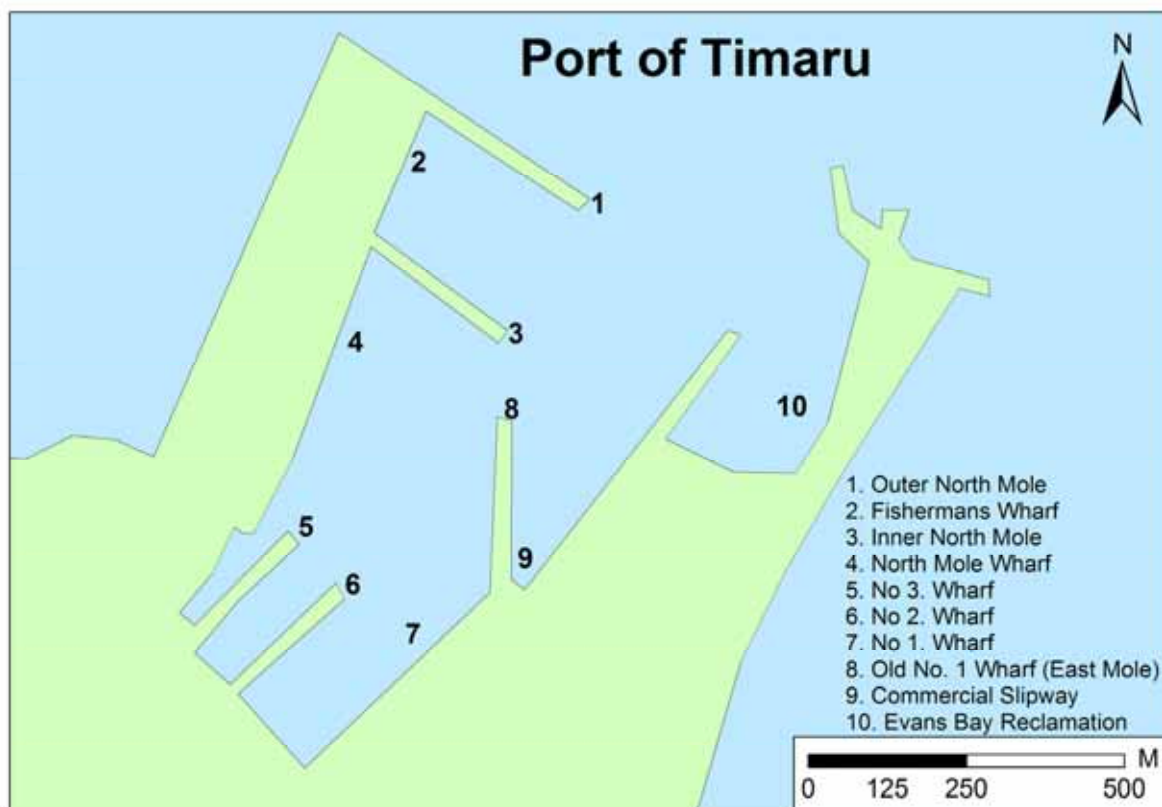 Port of Timaru
N
2
1
3
4
8
10
5
9
6
7
1. Outer North Mole
2. Fishermans Wharf
3. Inner North Mole
4. North Mole Wharf
5. No 3. Wharf
6. No 2. Wharf
7. No 1. Wharf
8. Old No. 1 Wharf (East Mole)
9. Commercial Slipway
10. Evans Bay Reclamation
M
0 125 250 500